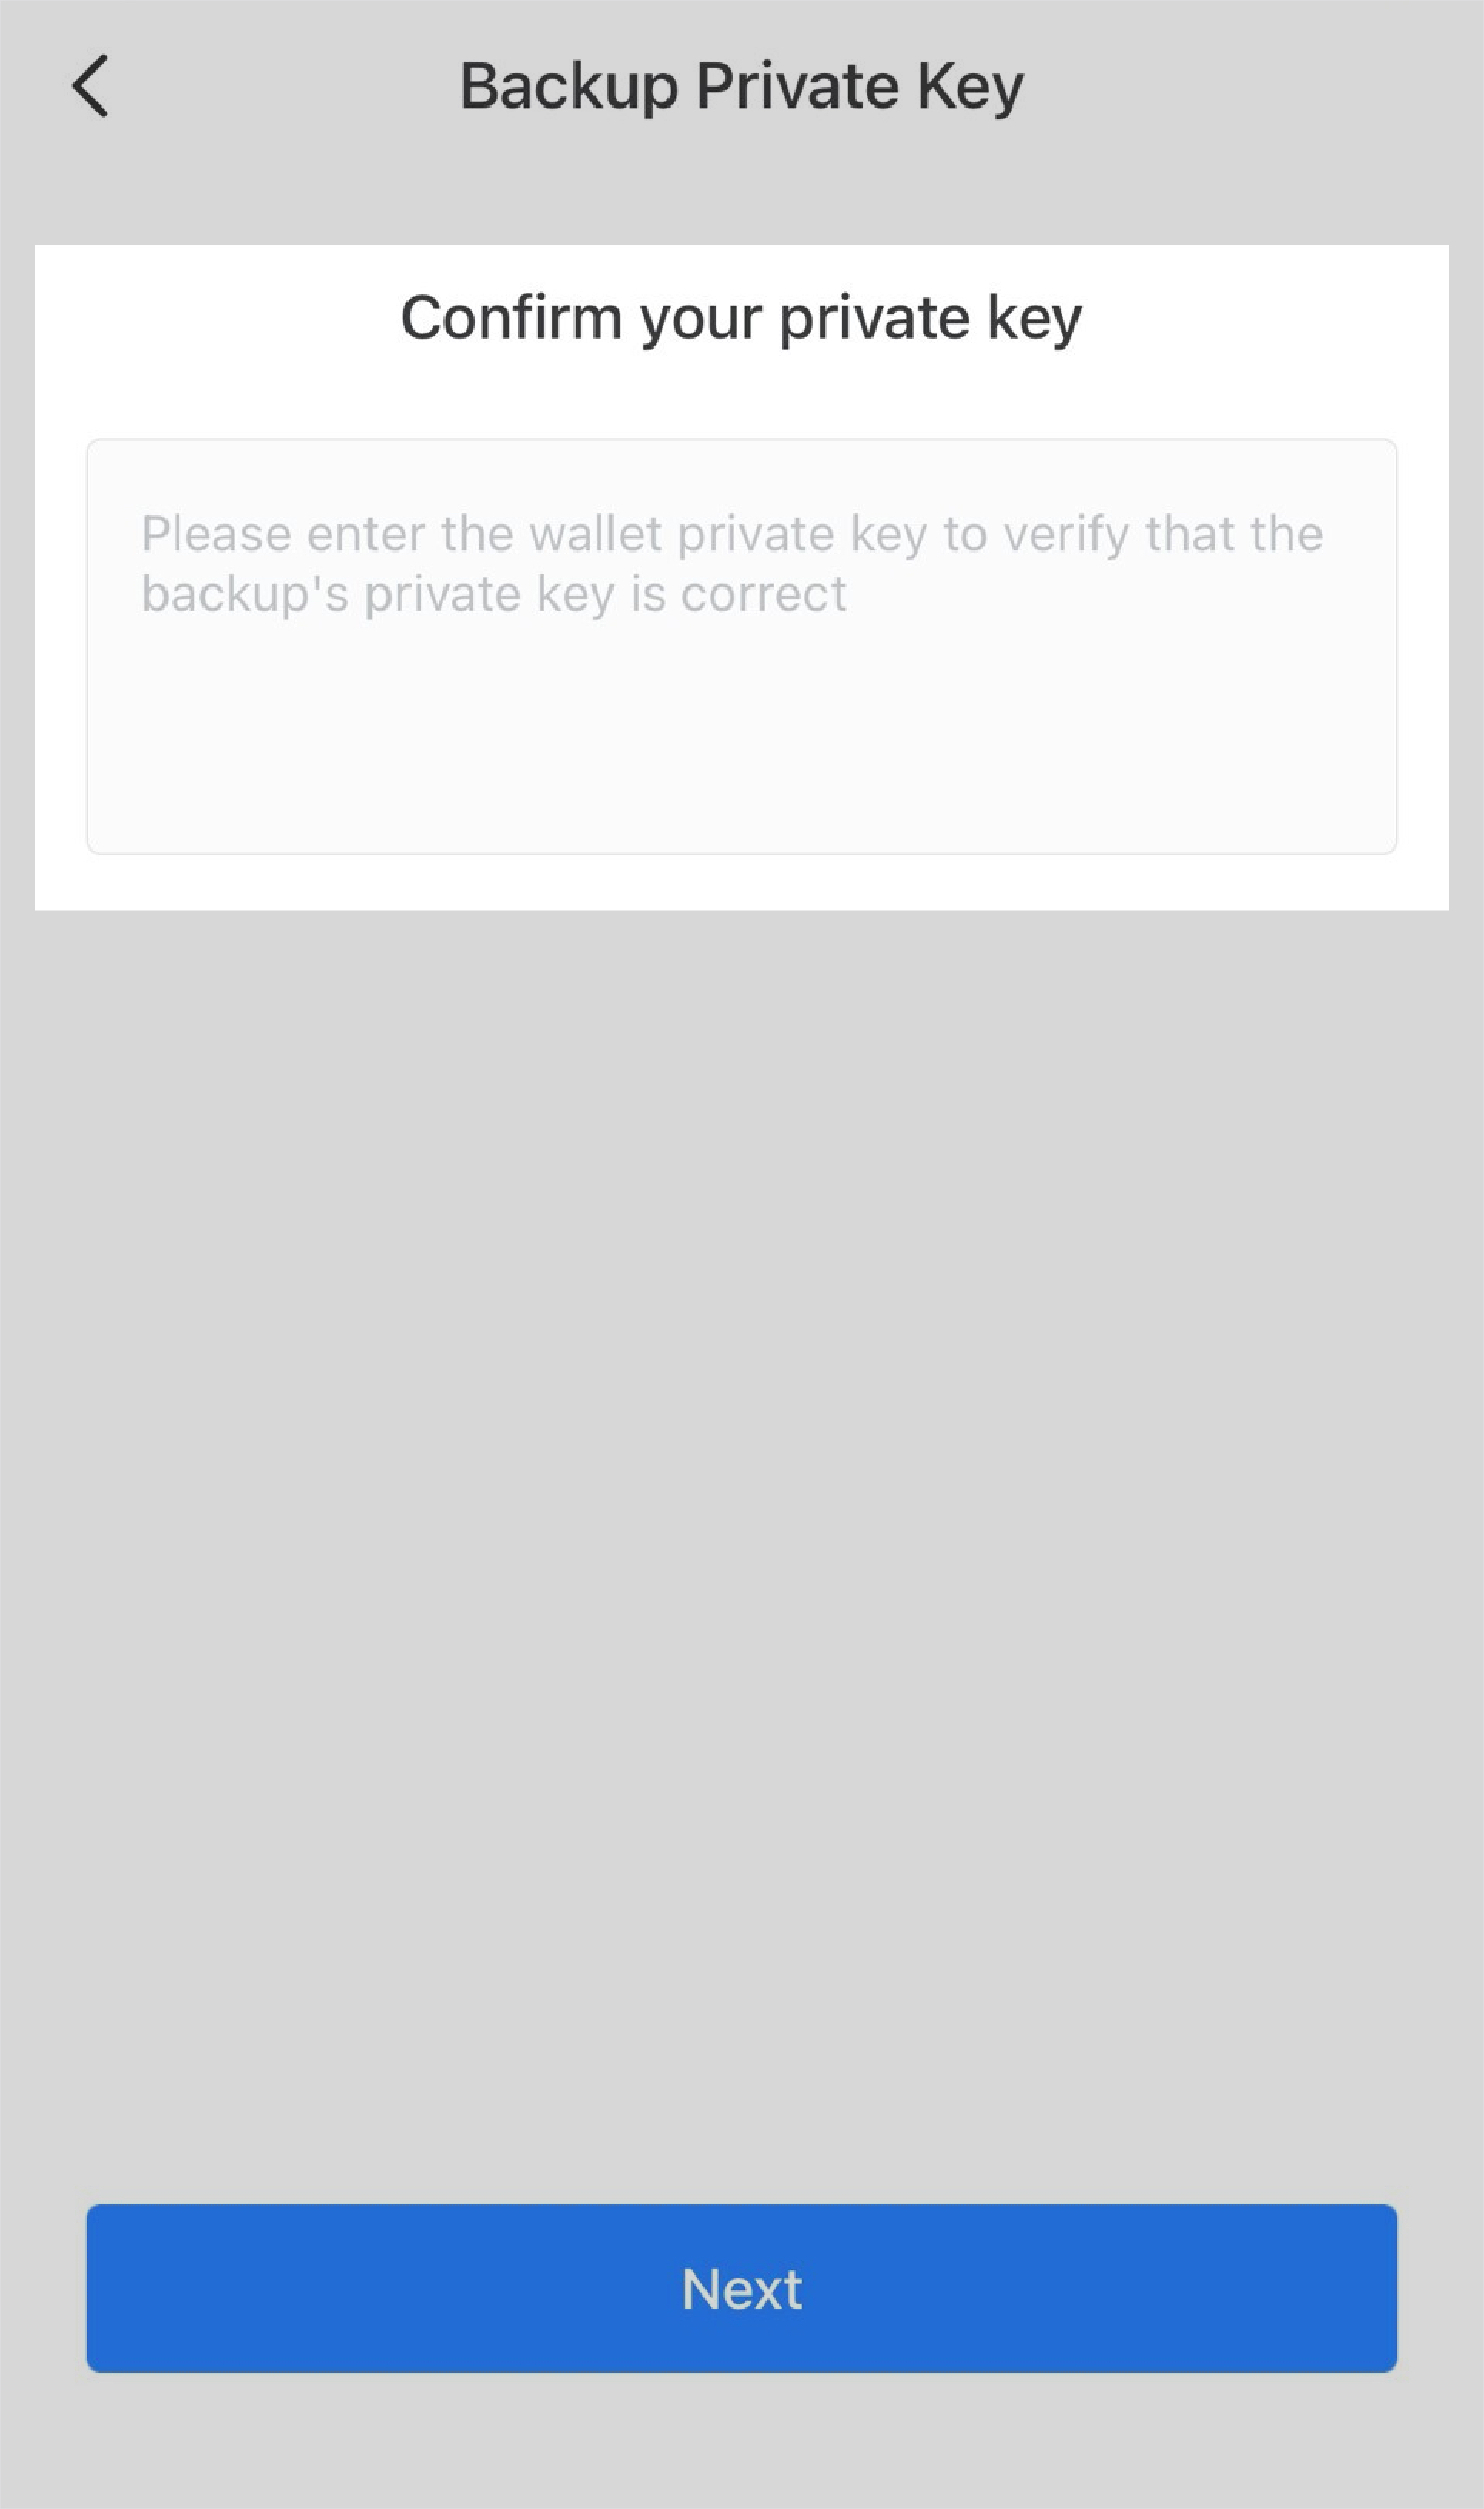 Backup Private Key
Confirm your private key
Please enter the wallet private key to verify that the
backup's private key is correct
Next